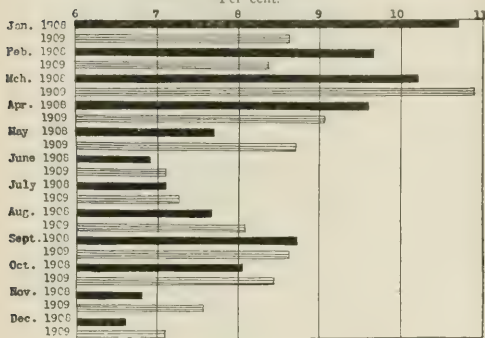 Per cent.
6 7 8 9 10 11
Jan. 1908
1909
Feb. 1908
1909
Mch. 1908
1909
Apr. 1908
1909
May 1908
1909
June 1908
1909
July 1908
1909
Aug. 1908
1909
Sept. 1908
1909
Oct. 1908
1909
Nov. 1908
1909
Dec. 1908
1909